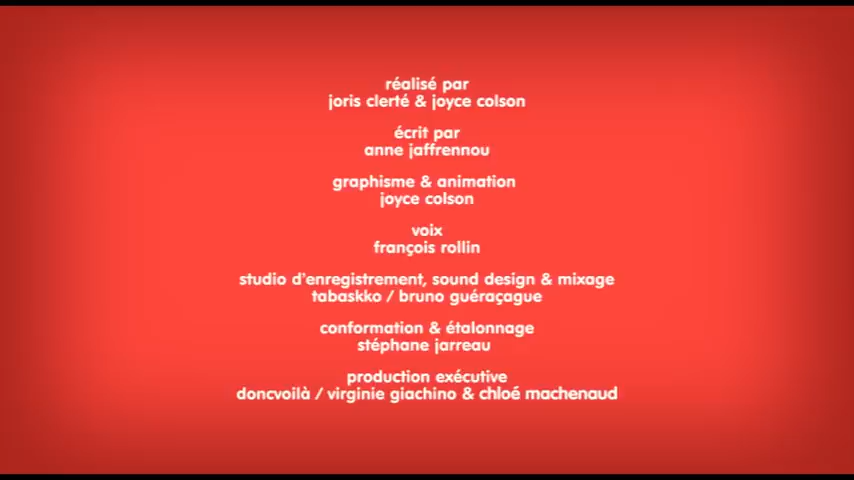 réalisé par
joris clerté & joyce colson
écrit par
anne jaffrennou
graphisme & animation
joyce colson
voix
françois rollin
studio d'enregistrement, sound design & mixage
tabaskko / bruno guéraçague
conformation & étalonnage
stéphane jarreau
production exécutive
doncvoilà / virginie giachino & chloé machenaud